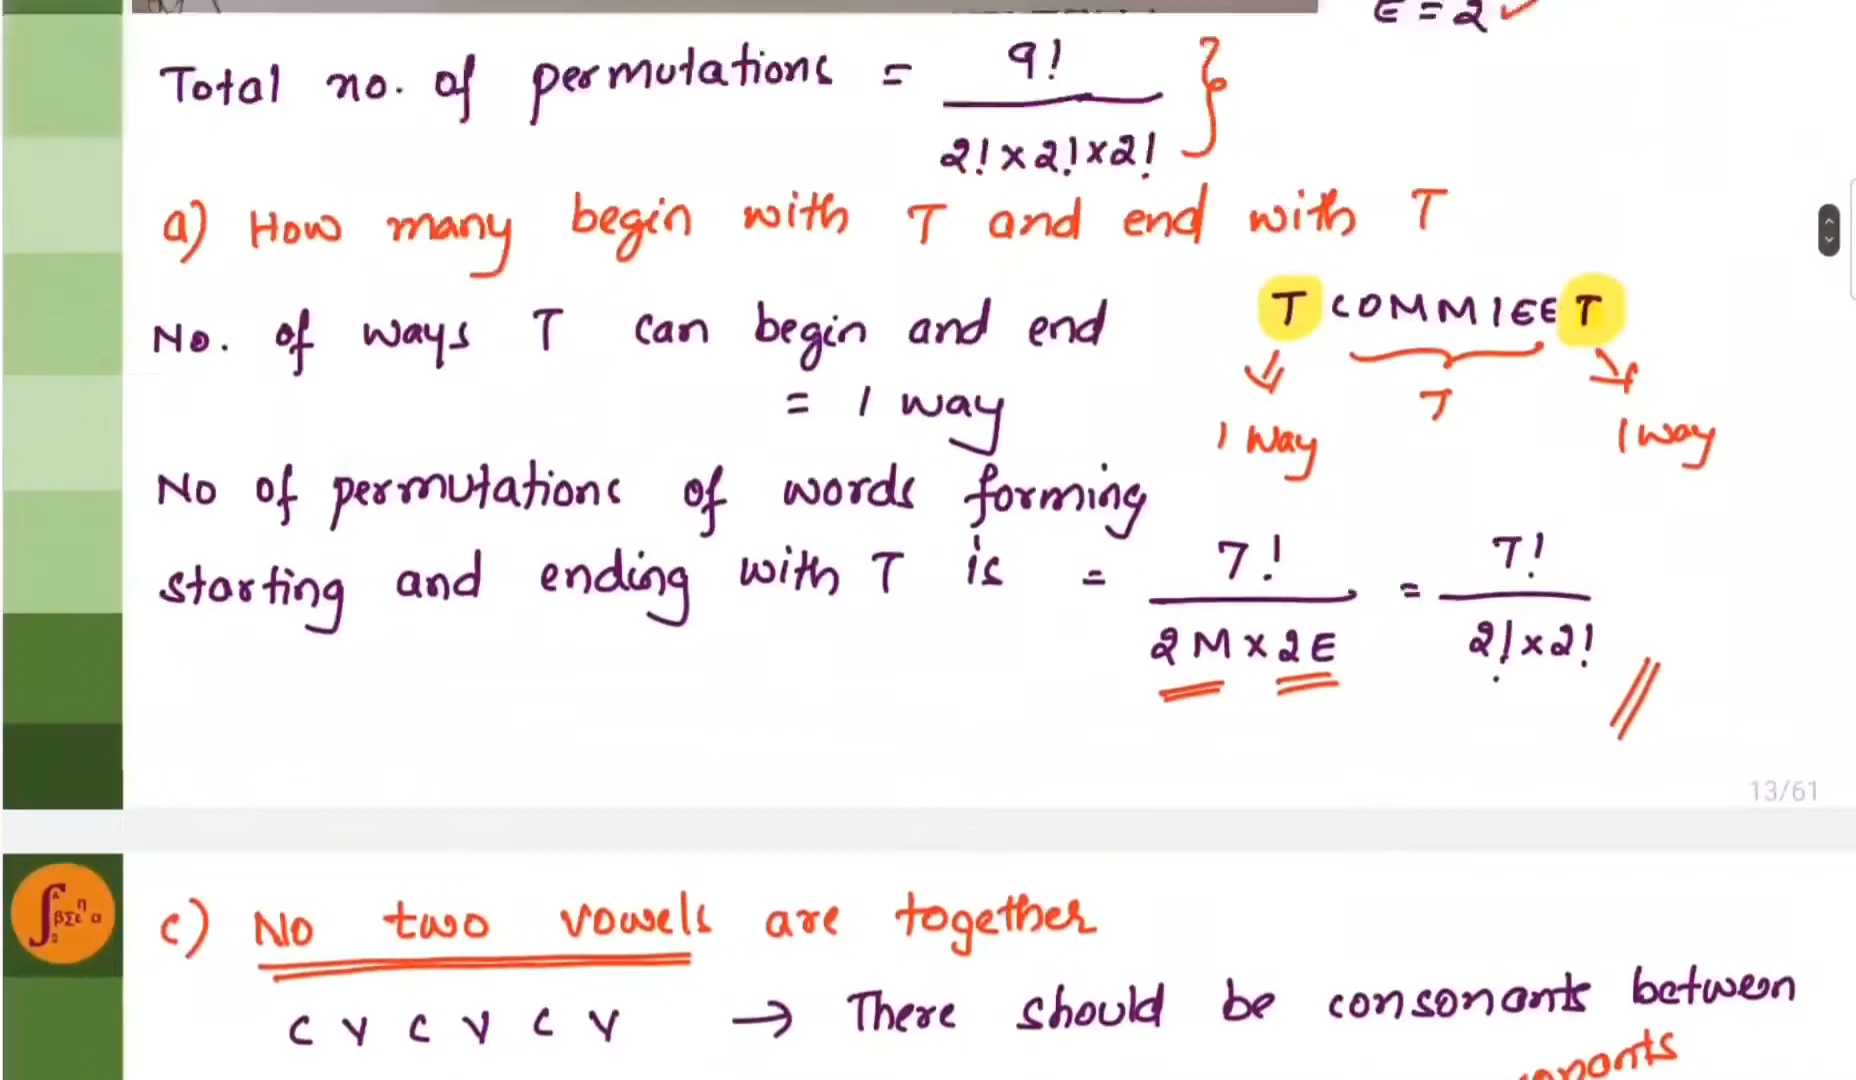 E = 2
Total no. of permutations = 9! / 2! x 2! x 2! }
a) How many begin with T and end with T
No. of ways T can begin and end
= 1 way
T COMMIEE T
7
1 Way
1 way
No of permutations of words forming
starting and ending with T is = 7! / 2M x 2E = 7! / 2! x 2!
13/61
c) No two vowels are together
C V C V C V → There should be consonants between